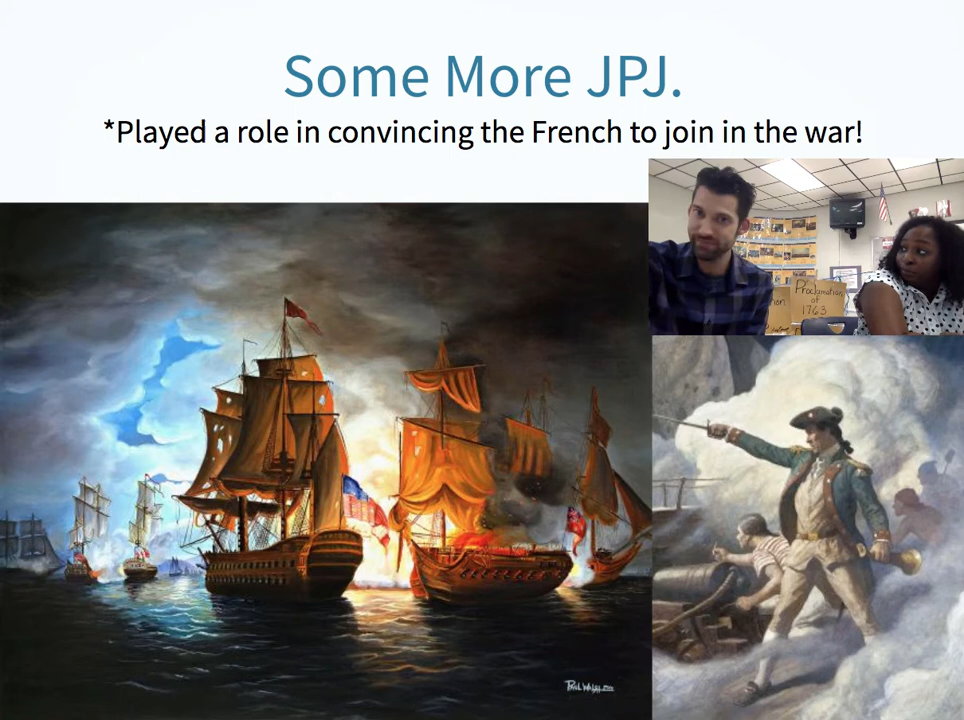 Some More JPJ.
*Played a role in convincing the French to join in the war!
Proclamation
of
1763